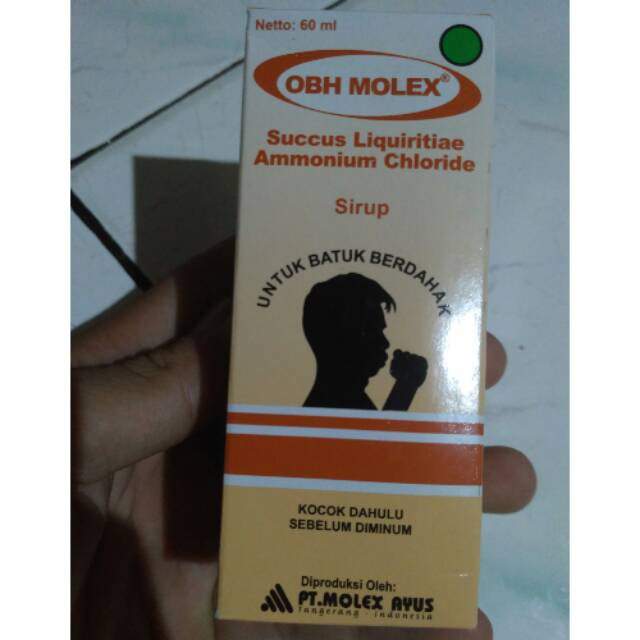 Netto: 60 ml
OBH MOLEX®
Succus Liquiritiae
Ammonium Chloride
Sirup
UNTUK BATUK BERDAHAK
KOCOK DAHULU
SEBELUM DIMINUM
Diproduksi Oleh:
PT.MOLEX AYUS
Tangerang - Indonesia